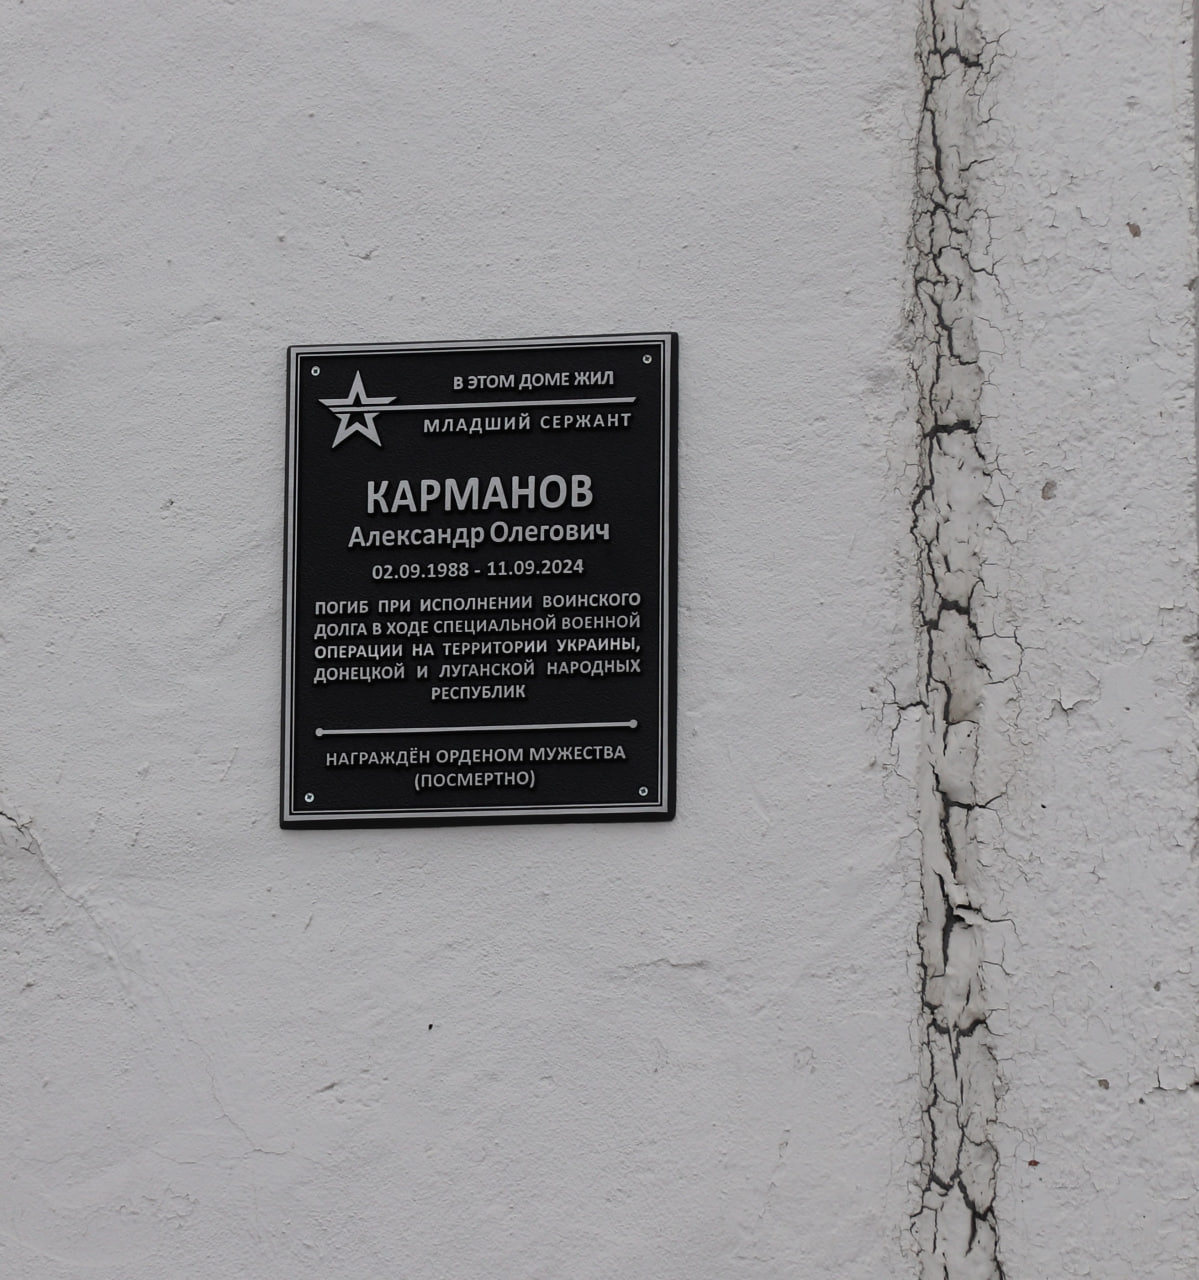 В ЭТОМ ДОМЕ ЖИЛ
МЛАДШИЙ СЕРЖАНТ
КАРМАНОВ
Александр Олегович
02.09.1988 - 11.09.2024
ПОГИБ ПРИ ИСПОЛНЕНИИ ВОИНСКОГО
ДОЛГА В ХОДЕ СПЕЦИАЛЬНОЙ ВОЕННОЙ
ОПЕРАЦИИ НА ТЕРРИТОРИИ УКРАИНЫ,
ДОНЕЦКОЙ И ЛУГАНСКОЙ НАРОДНЫХ
РЕСПУБЛИК
НАГРАЖДЁН ОРДЕНОМ МУЖЕСТВА
(ПОСМЕРТНО)